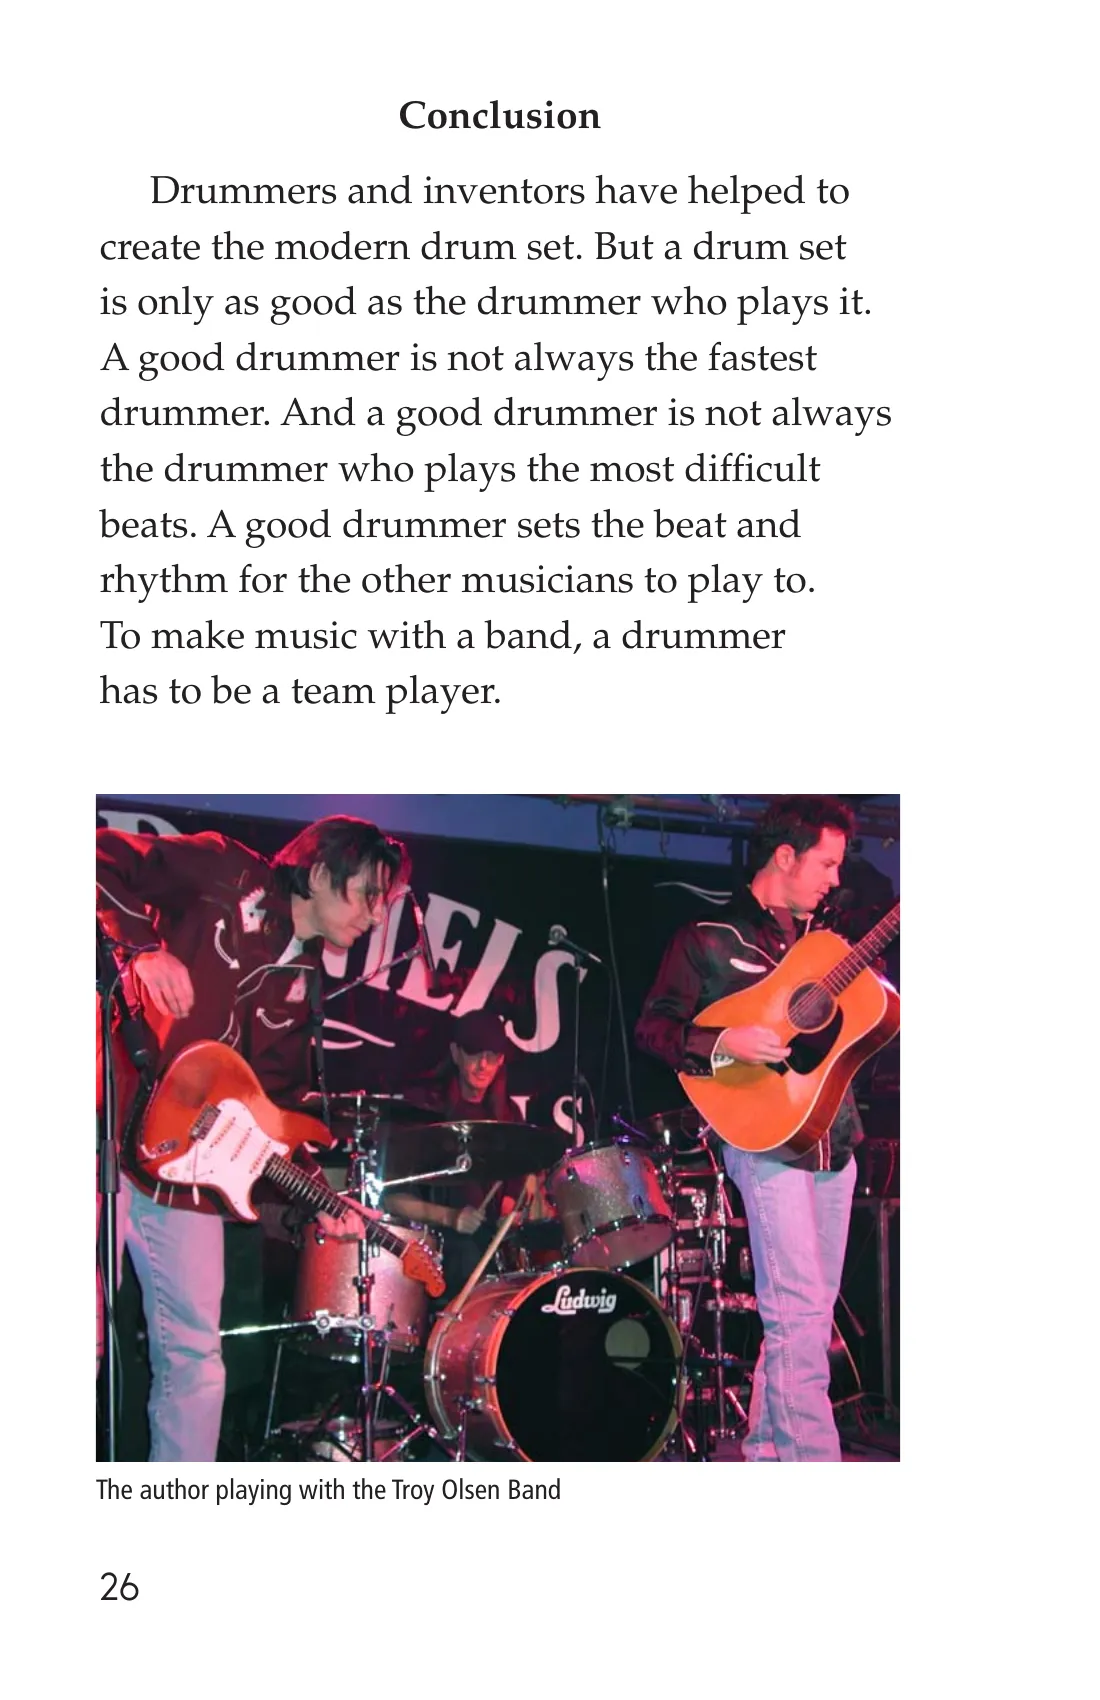 Conclusion
Drummers and inventors have helped to
create the modern drum set. But a drum set
is only as good as the drummer who plays it.
A good drummer is not always the fastest
drummer. And a good drummer is not always
the drummer who plays the most difficult
beats. A good drummer sets the beat and
rhythm for the other musicians to play to.
To make music with a band, a drummer
has to be a team player.
Ludwig
The author playing with the Troy Olsen Band
26